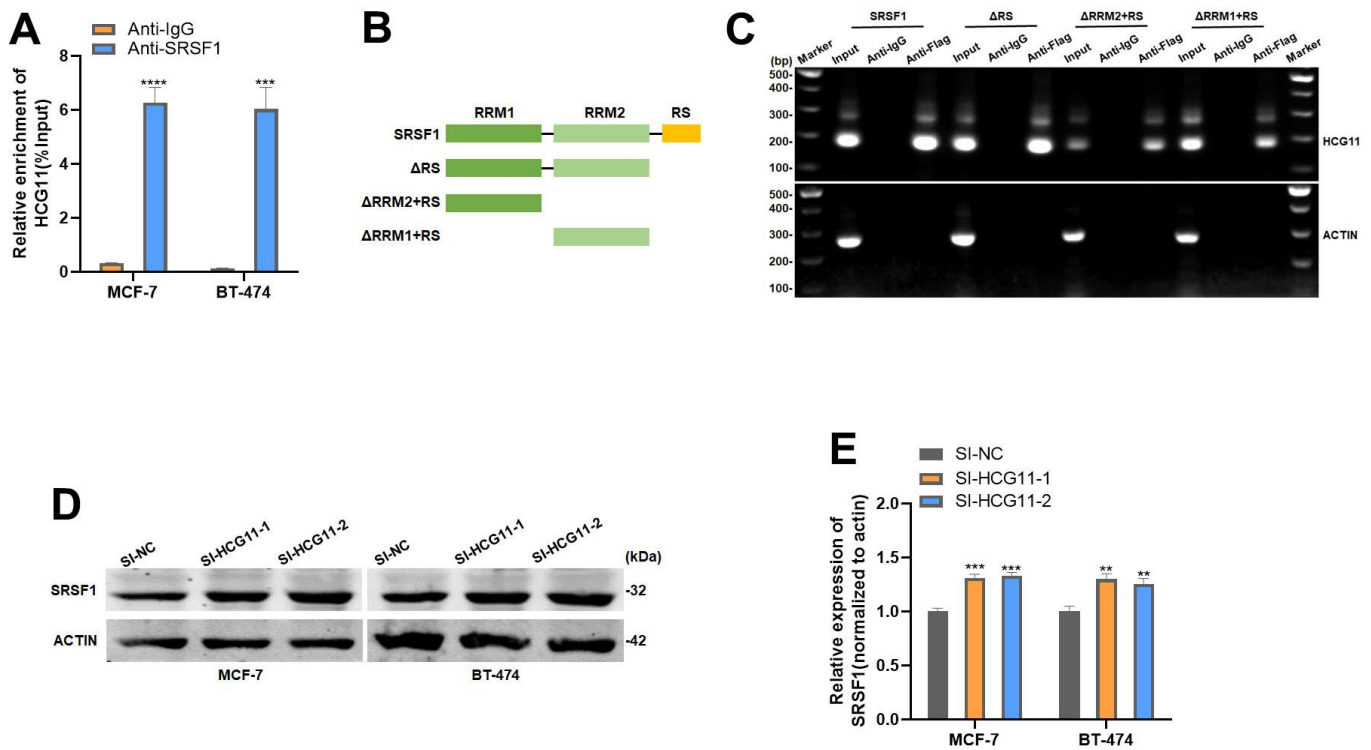 A
Anti-IgG
Anti-SRSF1
Relative enrichment of
HCG11(%Input)
8
6
4
2
0
****
***
MCF-7
BT-474
B
RRM1
RRM2
RS
SRSF1
ΔRS
ΔRRM2+RS
ΔRRM1+RS
C
SRSF1
ΔRS
ΔRRM2+RS
ΔRRM1+RS
(bp)
Marker
Input
Anti-IgG
Anti-Flag
Input
Anti-IgG
Anti-Flag
Input
Anti-IgG
Anti-Flag
Input
Anti-IgG
Anti-Flag
Marker
500-
400-
300-
200-
100-
HCG11
500-
400-
300-
200-
100-
ACTIN
D
SI-NC
SI-HCG11-1
SI-HCG11-2
SI-NC
SI-HCG11-1
SI-HCG11-2
(kDa)
SRSF1
-32
ACTIN
-42
MCF-7
BT-474
E
SI-NC
SI-HCG11-1
SI-HCG11-2
Relative expression of
SRSF1(normalized to actin)
2.0
1.5
1.0
0.5
0.0
***
***
**
**
MCF-7
BT-474